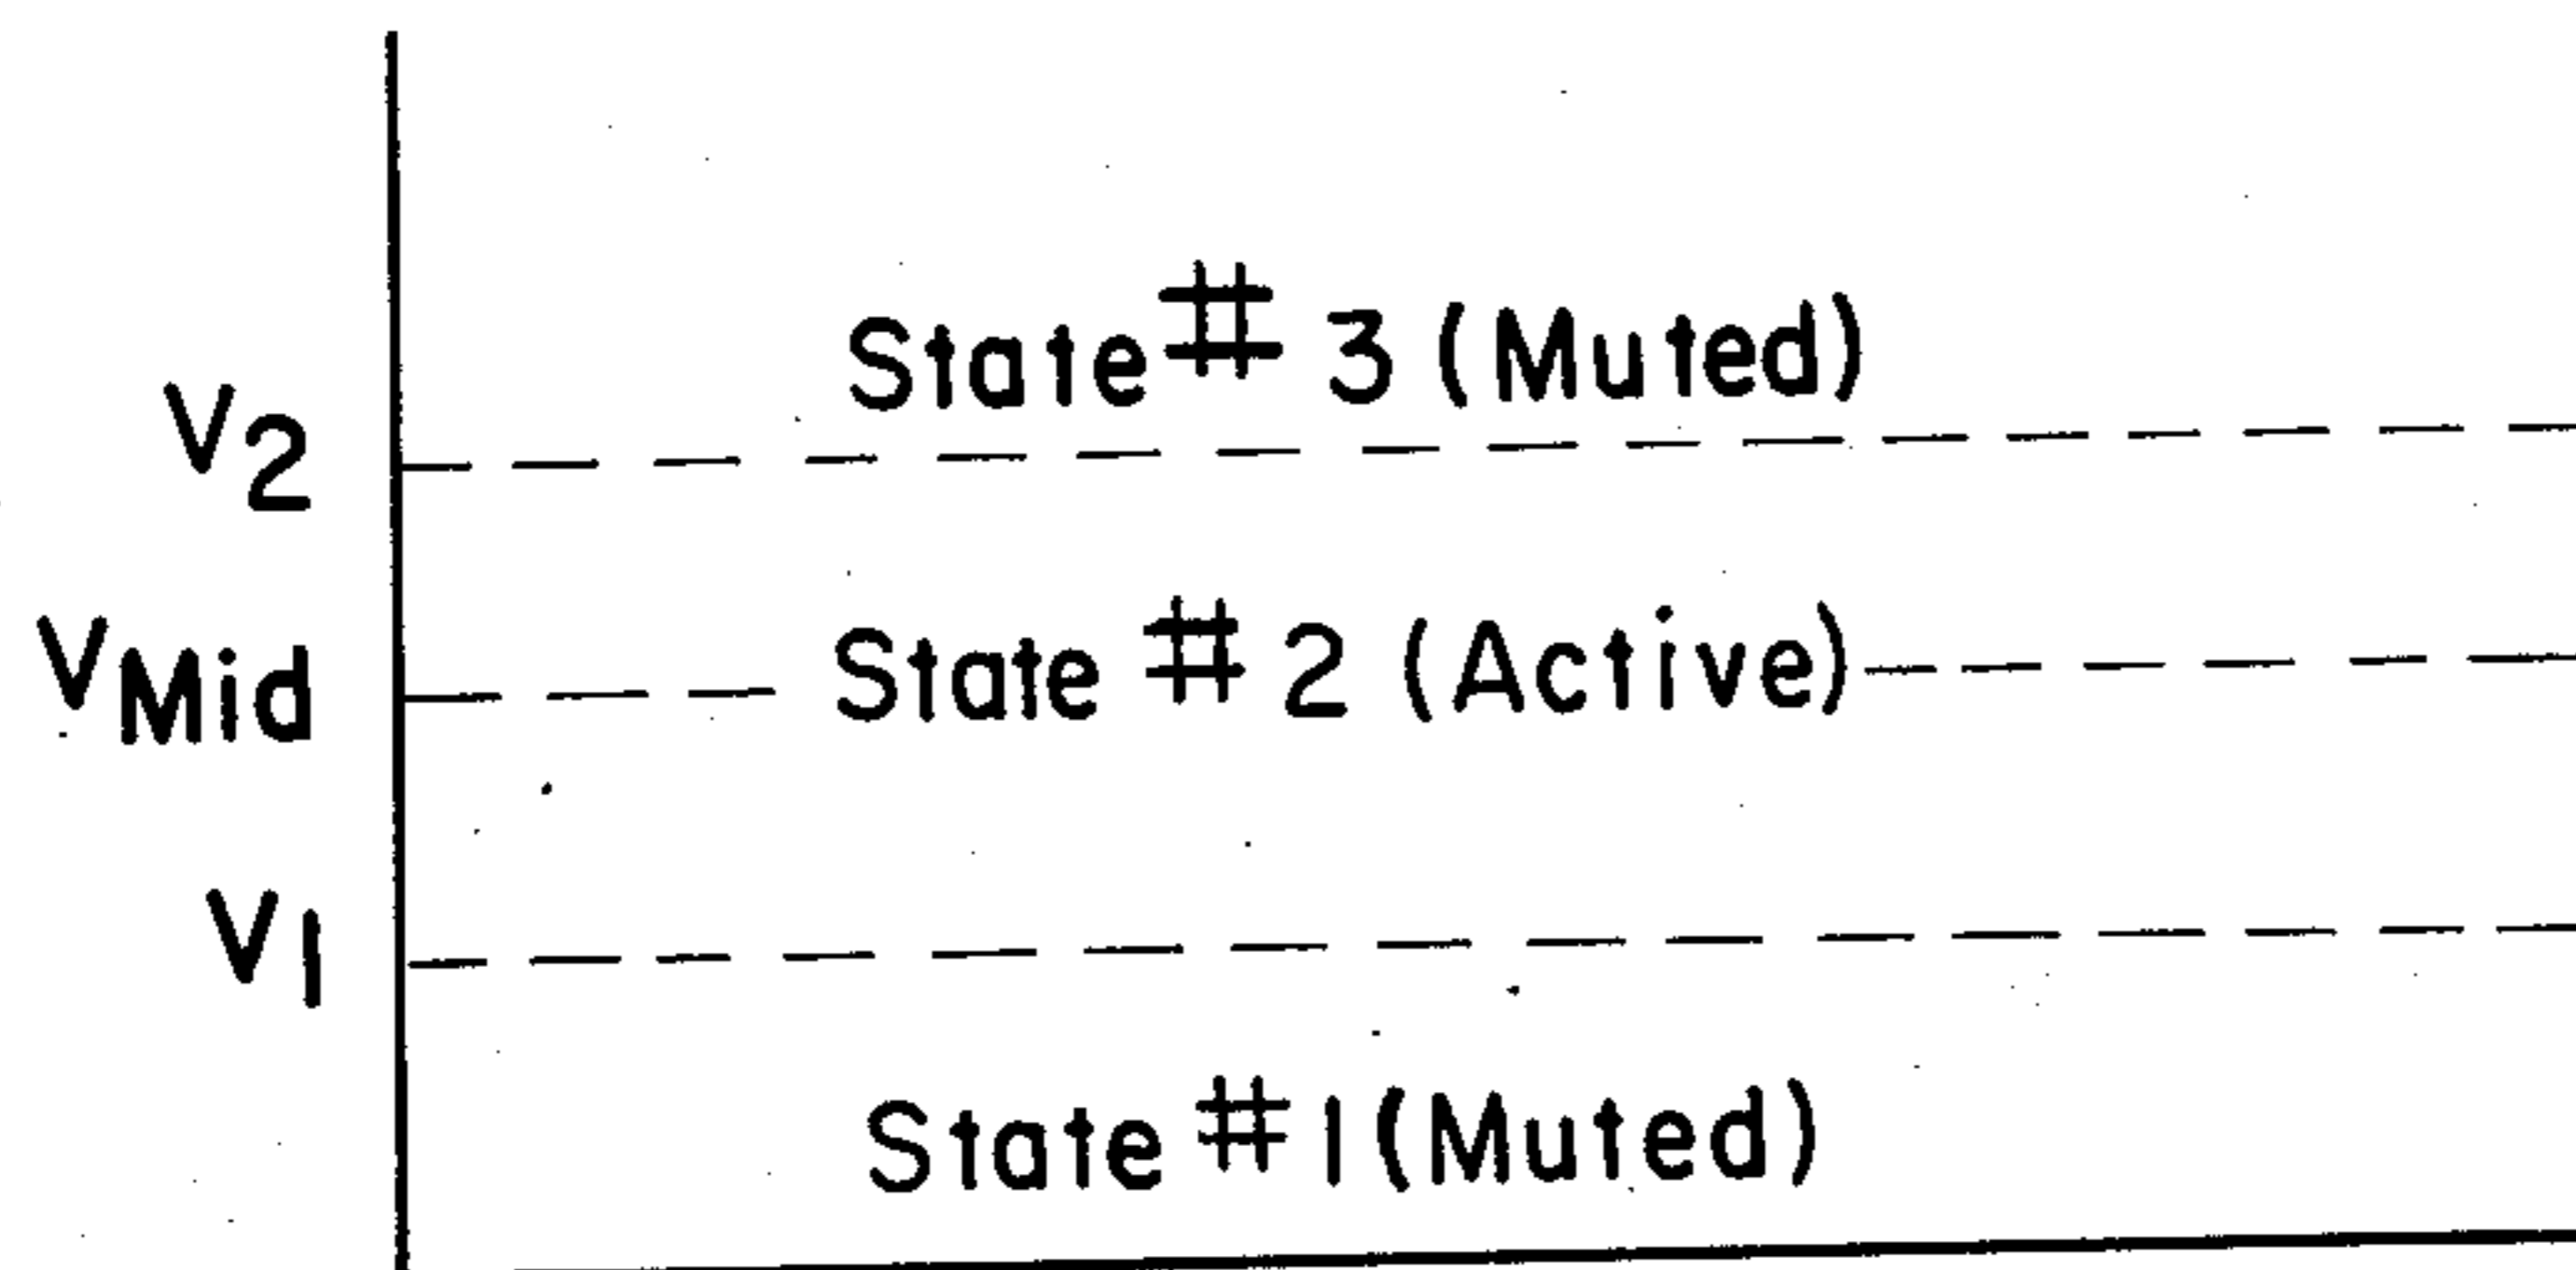 State # 3 (Muted)
V2
VMid
State # 2 (Active)
V1
State # 1 (Muted)